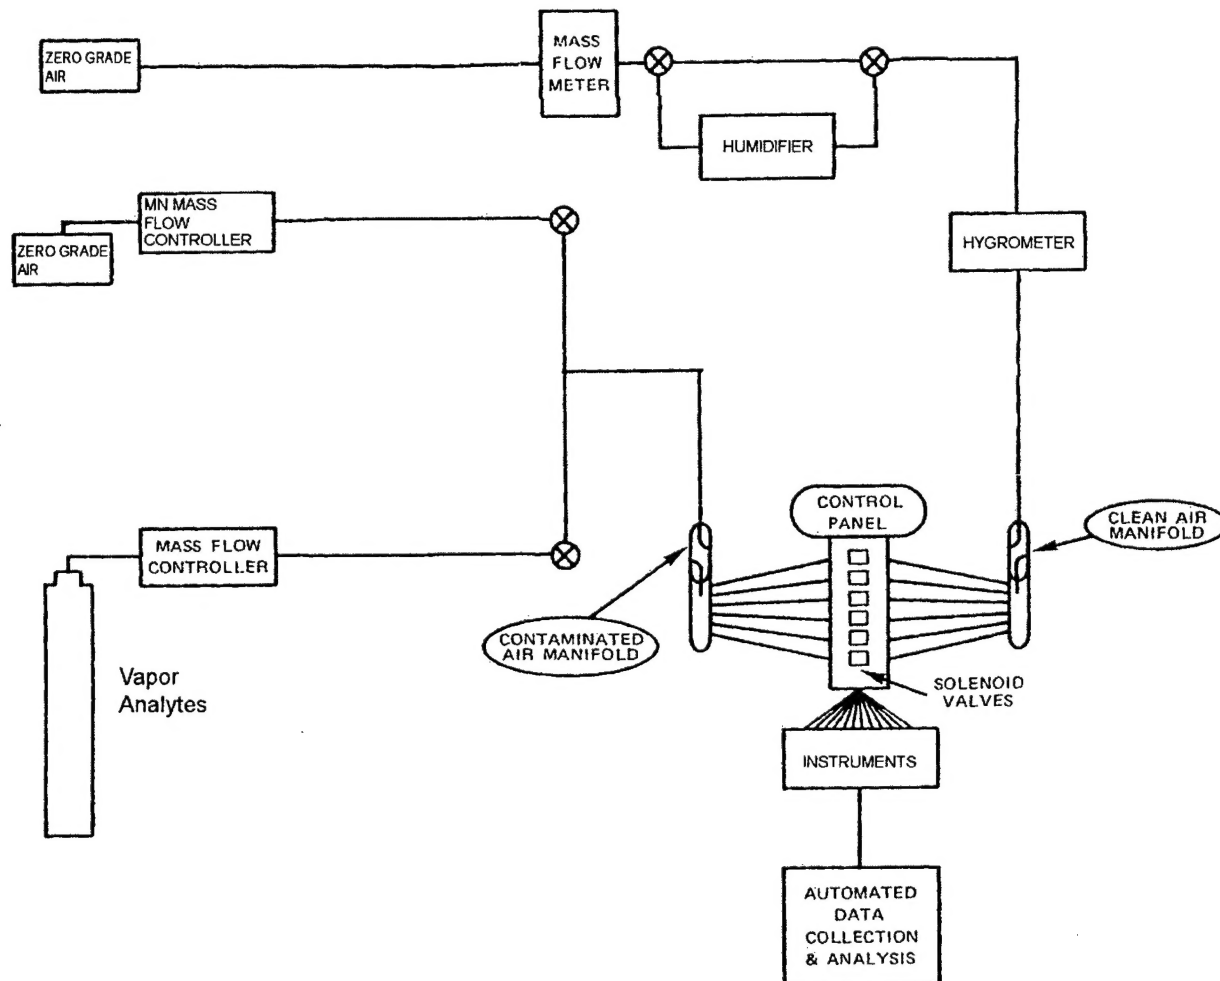 ZERO GRADE
AIR
MASS
FLOW
METER
HUMIDIFIER
MN MASS
FLOW
CONTROLLER
ZERO GRADE
AIR
HYGROMETER
CONTROL
PANEL
CLEAN AIR
MANIFOLD
MASS FLOW
CONTROLLER
CONTAMINATED
AIR MANIFOLD
Vapor
Analytes
SOLENOID
VALVES
INSTRUMENTS
AUTOMATED
DATA
COLLECTION
& ANALYSIS